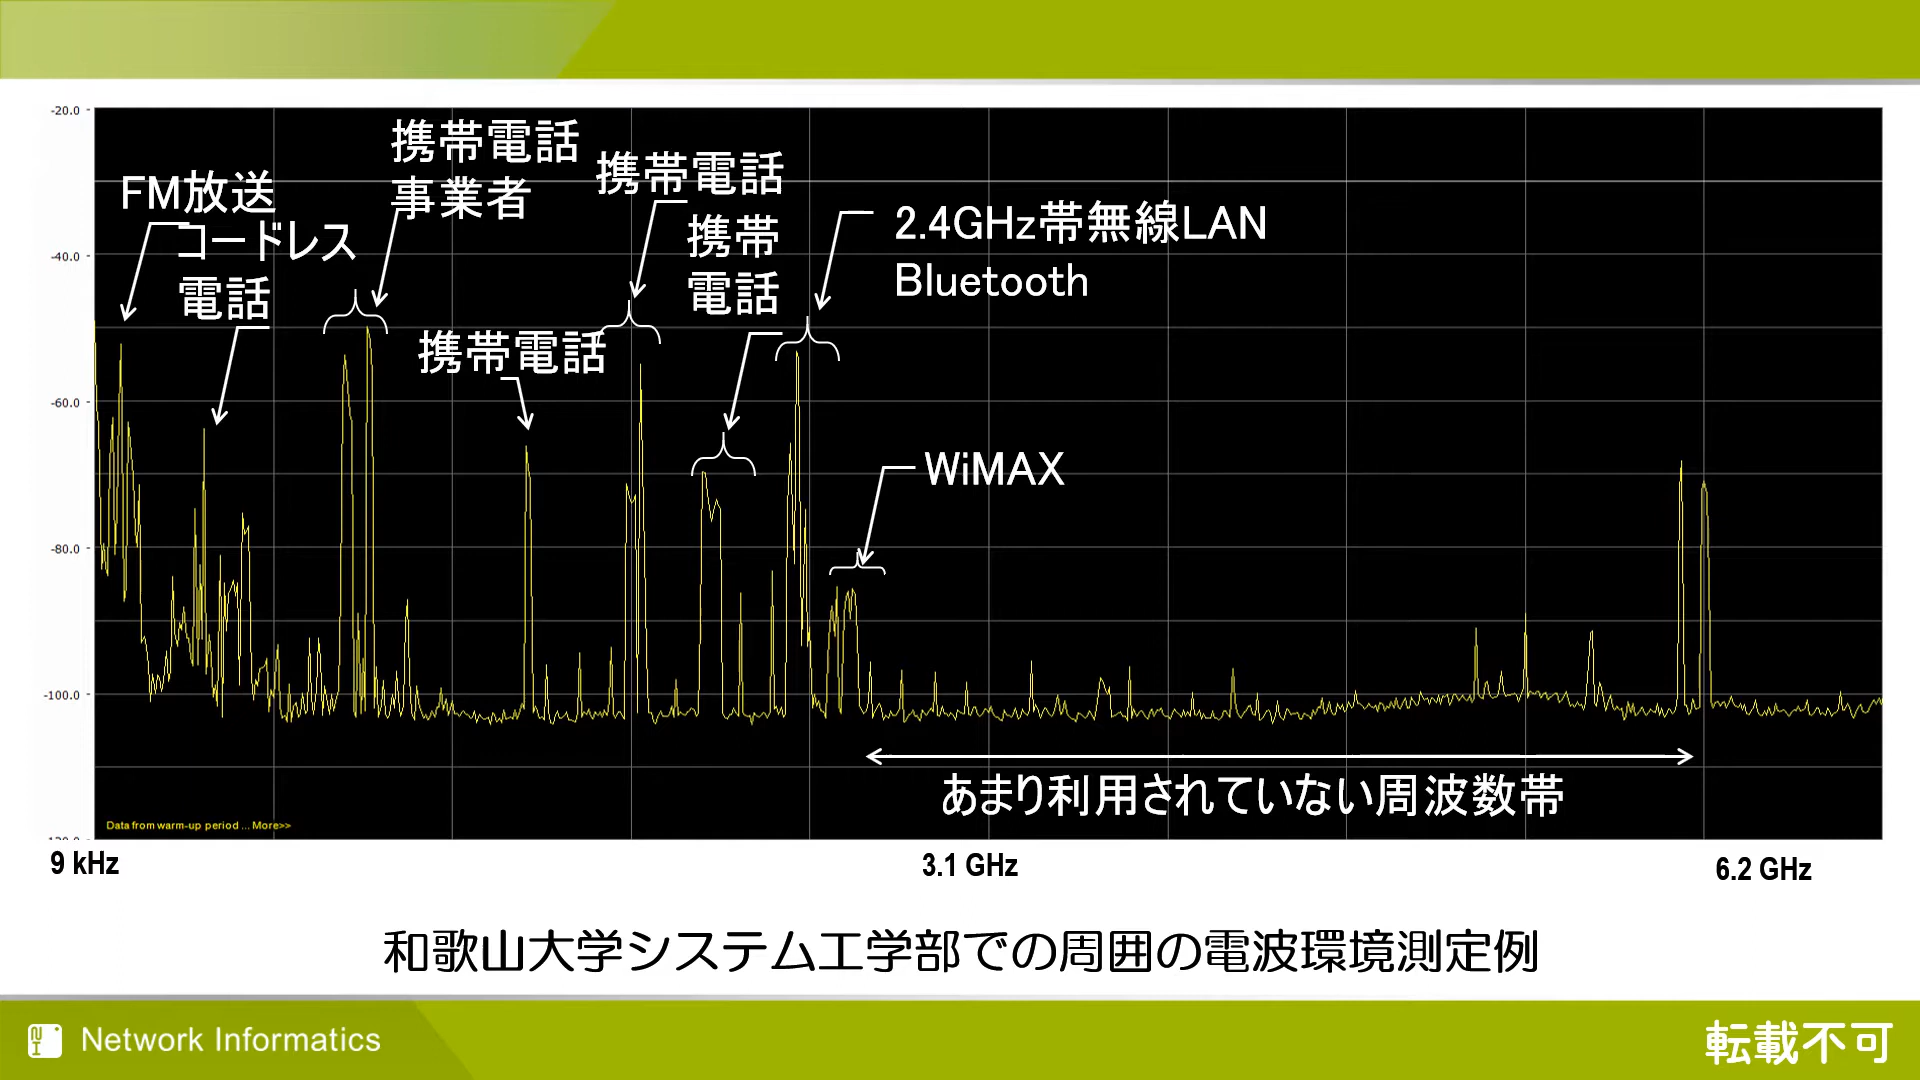 -20.0
-40.0
-60.0
-80.0
-100.0
FM放送
コードレス
電話
携帯電話
事業者
携帯電話
携帯電話
携帯
電話
2.4GHz帯無線LAN
Bluetooth
WiMAX
あまり利用されていない周波数帯
Data from warm-up period ... More>>
9 kHz
3.1 GHz
6.2 GHz
和歌山大学システム工学部での周囲の電波環境測定例
Network Informatics
転載不可